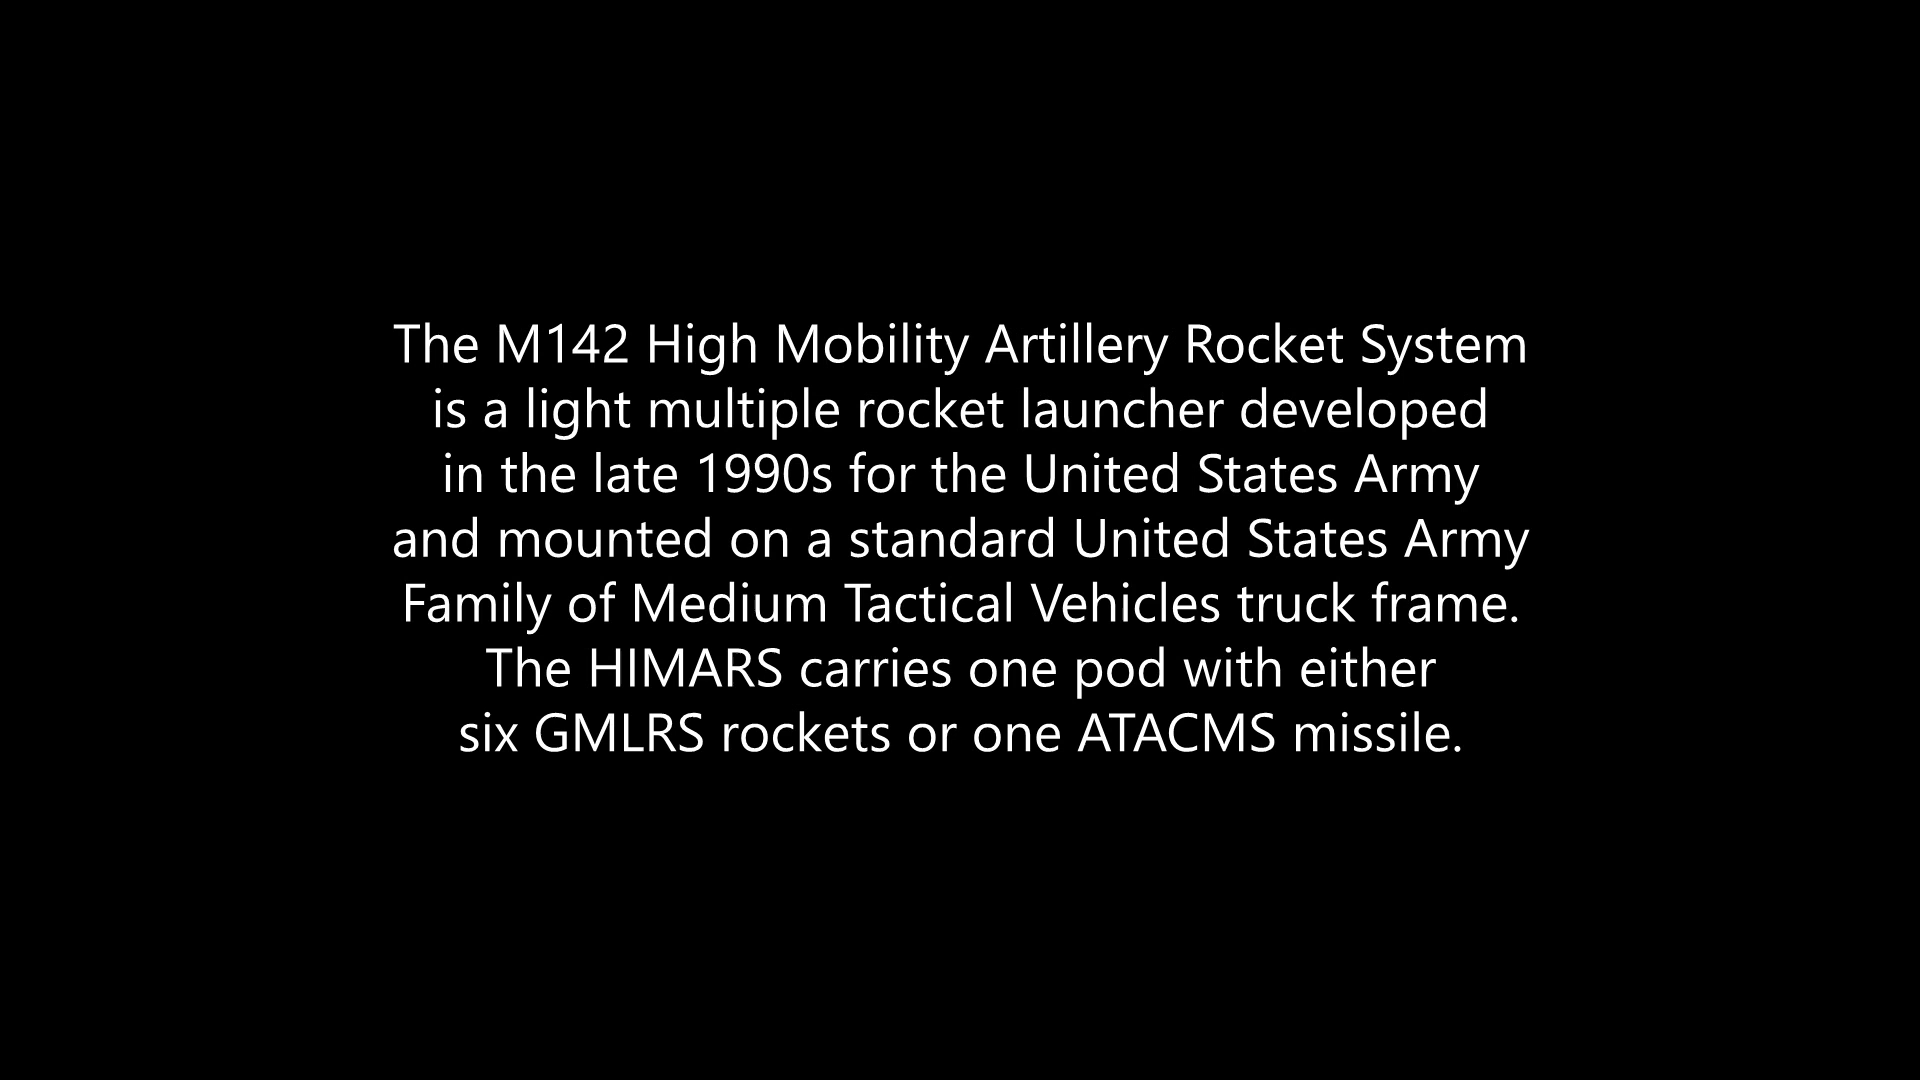 The M142 High Mobility Artillery Rocket System
is a light multiple rocket launcher developed
in the late 1990s for the United States Army
and mounted on a standard United States Army
Family of Medium Tactical Vehicles truck frame.
The HIMARS carries one pod with either
six GMLRS rockets or one ATACMS missile.